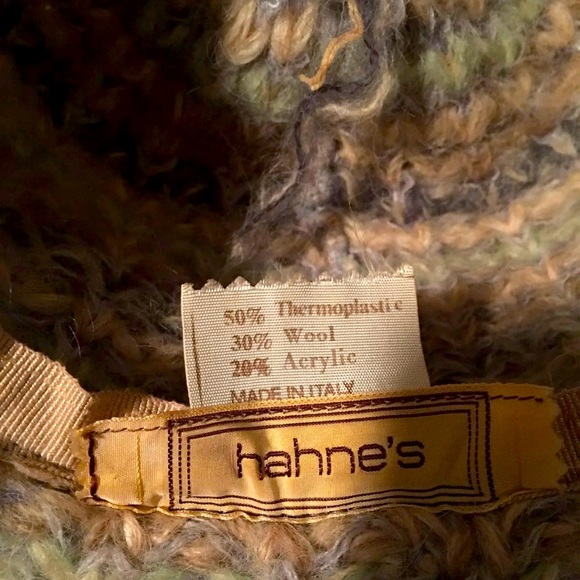 50% Thermoplastic
30% Wool
20% Acrylic
MADE IN ITALY
hahne's